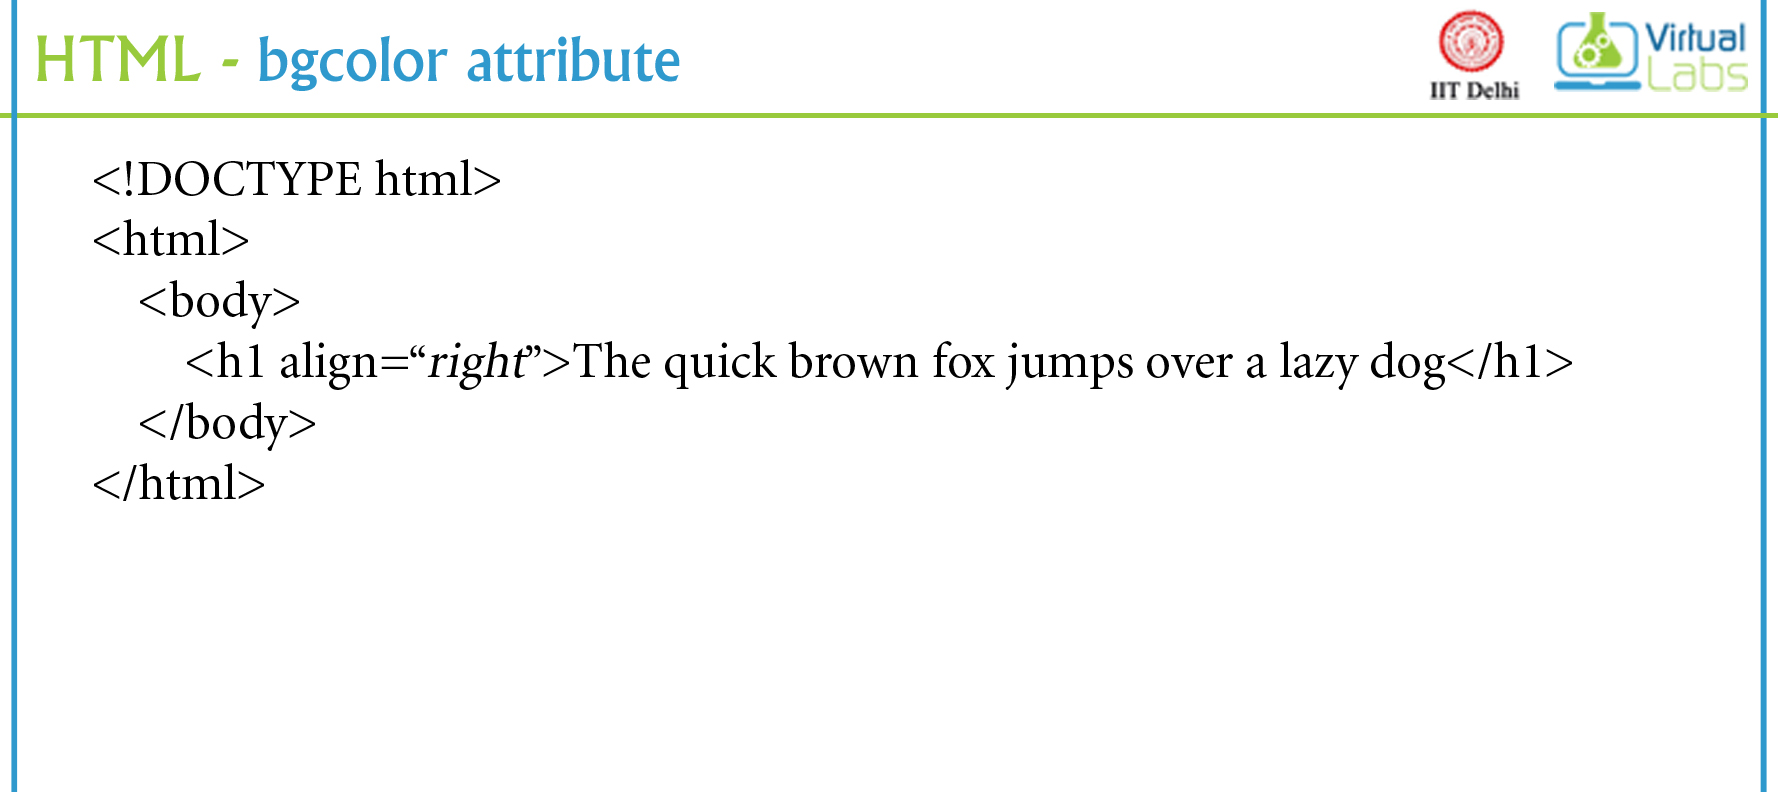 HTML - bgcolor attribute
IIT Delhi
Virtual
Labs
<!DOCTYPE html>
<html>
<body>
<h1 align=“right”>The quick brown fox jumps over a lazy dog</h1>
</body>
</html>